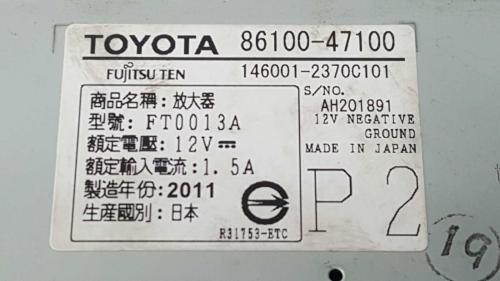 TOYOTA 86100-47100
FUJITSU TEN 146001-2370C101
S/NO.
AH201891
12V NEGATIVE
GROUND
MADE IN JAPAN
商品名稱：放大器
型號：FT0013A
額定電壓：12V⎓
額定輸入電流：1.5A
製造年份：2011
生産國別：日本
R31753-ETC
P 2
19